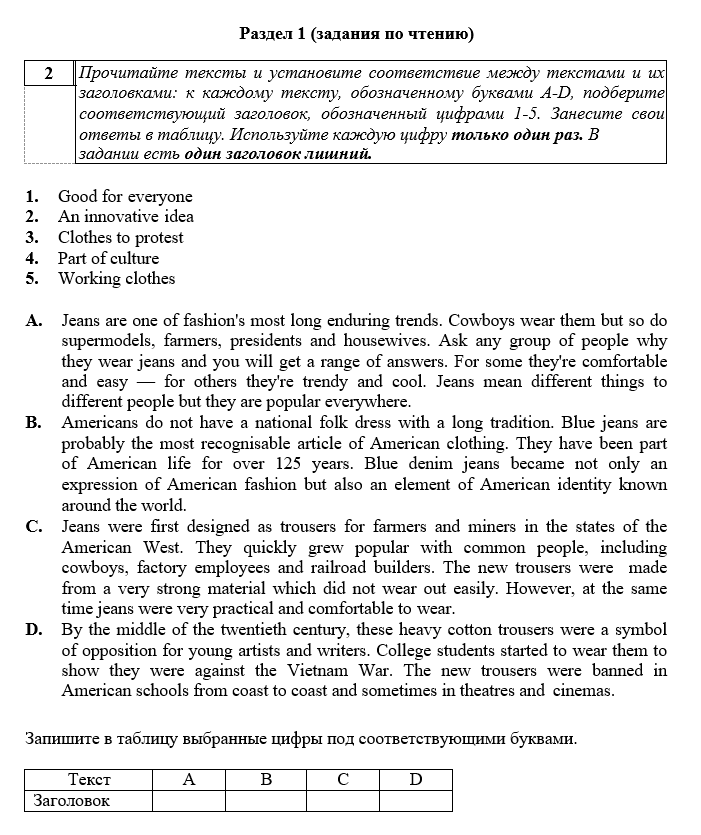 Раздел 1 (задания по чтению)
2 Прочитайте тексты и установите соответствие между текстами и их
заголовками: к каждому тексту, обозначенному буквами A-D, подберите
соответствующий заголовок, обозначенный цифрами 1-5. Занесите свои
ответы в таблицу. Используйте каждую цифру только один раз. В
задании есть один заголовок лишний.
1. Good for everyone
2. An innovative idea
3. Clothes to protest
4. Part of culture
5. Working clothes
A. Jeans are one of fashion's most long enduring trends. Cowboys wear them but so do
supermodels, farmers, presidents and housewives. Ask any group of people why
they wear jeans and you will get a range of answers. For some they're comfortable
and easy — for others they're trendy and cool. Jeans mean different things to
different people but they are popular everywhere.
B. Americans do not have a national folk dress with a long tradition. Blue jeans are
probably the most recognisable article of American clothing. They have been part
of American life for over 125 years. Blue denim jeans became not only an
expression of American fashion but also an element of American identity known
around the world.
C. Jeans were first designed as trousers for farmers and miners in the states of the
American West. They quickly grew popular with common people, including
cowboys, factory employees and railroad builders. The new trousers were made
from a very strong material which did not wear out easily. However, at the same
time jeans were very practical and comfortable to wear.
D. By the middle of the twentieth century, these heavy cotton trousers were a symbol
of opposition for young artists and writers. College students started to wear them to
show they were against the Vietnam War. The new trousers were banned in
American schools from coast to coast and sometimes in theatres and cinemas.
Запишите в таблицу выбранные цифры под соответствующими буквами.
Текст A B C D
Заголовок